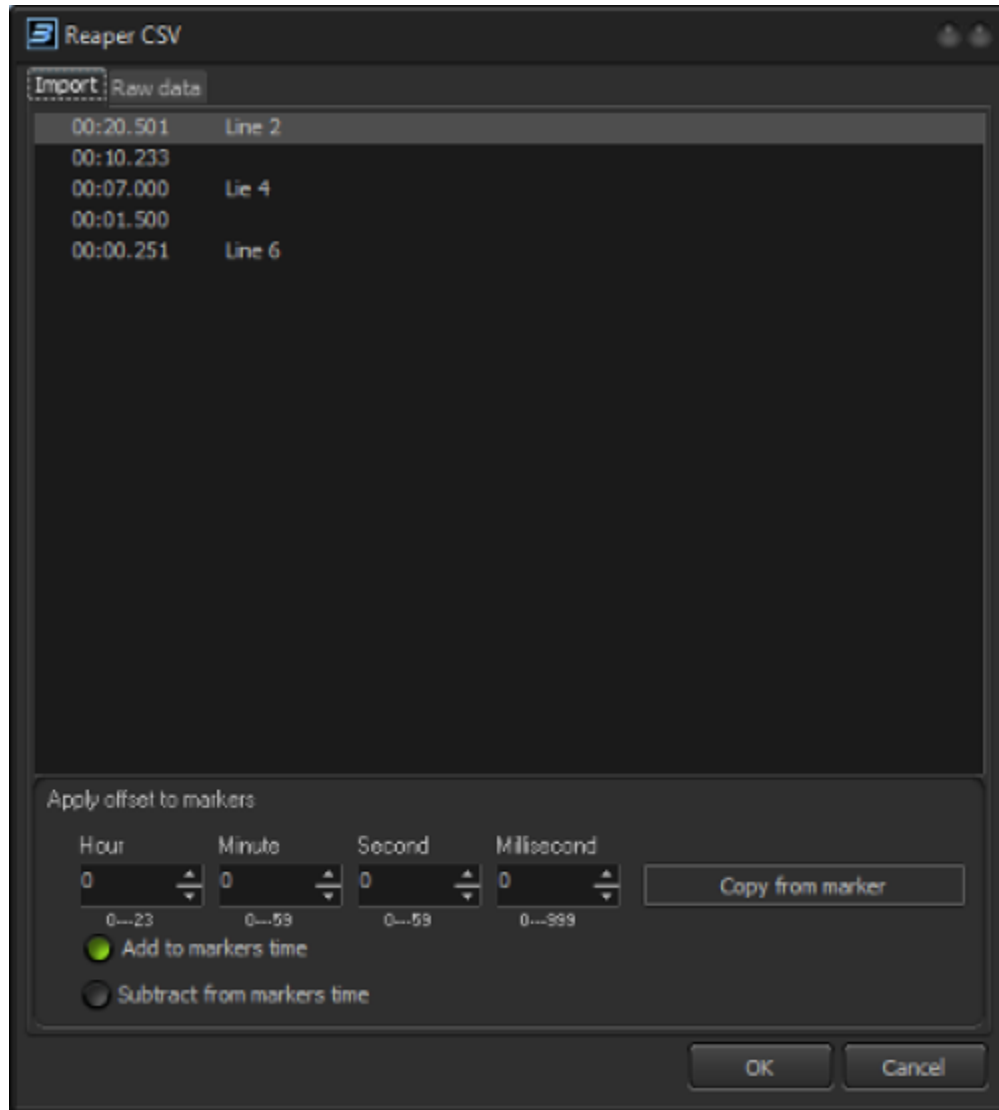 Reaper CSV
Import Raw data
00:20.501 Line 2
00:10.233
00:07.000 Lie 4
00:01.500
00:00.251 Line 6
Apply offset to markers
Hour Minute Second Millisecond
0 0 0 0 Copy from marker
0---23 0---59 0---59 0---999
Add to markers time
Subtract from markers time
OK Cancel